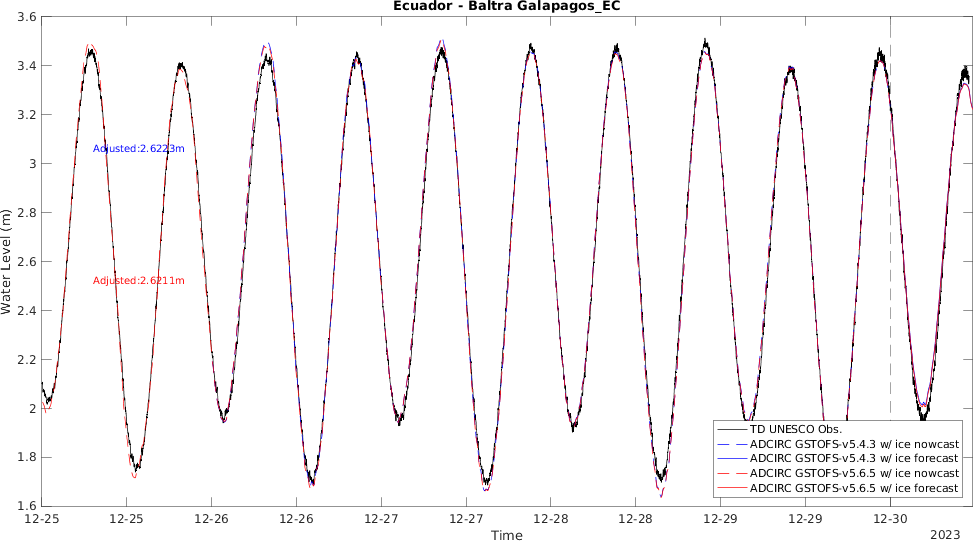 Ecuador - Baltra Galapagos_EC
3.6
3.4
3.2
3
2.8
2.6
2.4
2.2
2
1.8
1.6
Water Level (m)
Adjusted:2.6223m
Adjusted:2.6211m
TD UNESCO Obs.
ADCIRC GSTOFS-v5.4.3 w/ ice nowcast
ADCIRC GSTOFS-v5.4.3 w/ ice forecast
ADCIRC GSTOFS-v5.6.5 w/ ice nowcast
ADCIRC GSTOFS-v5.6.5 w/ ice forecast
12-25 12-25 12-26 12-26 12-27 12-27 12-28 12-28 12-29 12-29 12-30
Time
2023